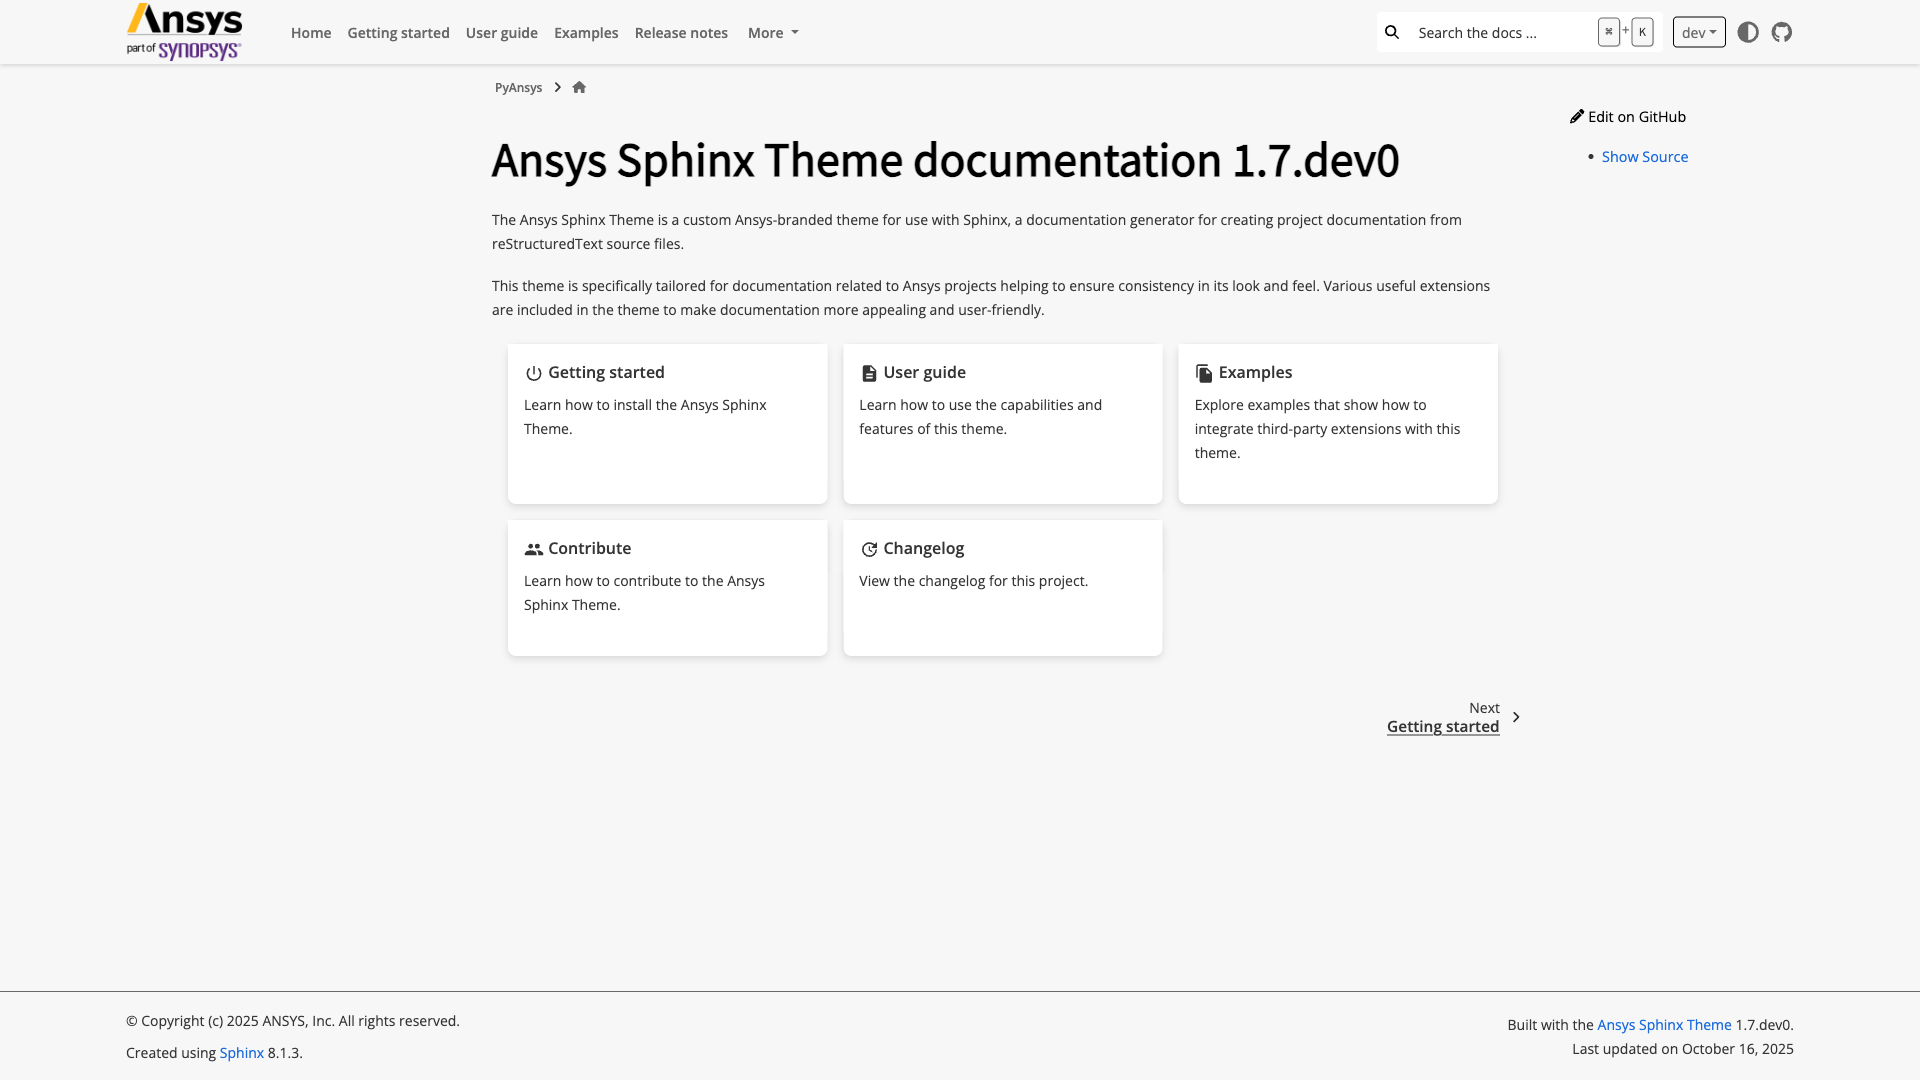 Ansys
part of SYNOPSYS®
Home
Getting started
User guide
Examples
Release notes
More
Search the docs ...
⌘ + K
dev
PyAnsys
Edit on GitHub
Show Source
Ansys Sphinx Theme documentation 1.7.dev0
The Ansys Sphinx Theme is a custom Ansys-branded theme for use with Sphinx, a documentation generator for creating project documentation from
reStructuredText source files.
This theme is specifically tailored for documentation related to Ansys projects helping to ensure consistency in its look and feel. Various useful extensions
are included in the theme to make documentation more appealing and user-friendly.
Getting started
Learn how to install the Ansys Sphinx
Theme.
User guide
Learn how to use the capabilities and
features of this theme.
Examples
Explore examples that show how to
integrate third-party extensions with this
theme.
Contribute
Learn how to contribute to the Ansys
Sphinx Theme.
Changelog
View the changelog for this project.
Next
Getting started
© Copyright (c) 2025 ANSYS, Inc. All rights reserved.
Created using Sphinx 8.1.3.
Built with the Ansys Sphinx Theme 1.7.dev0.
Last updated on October 16, 2025